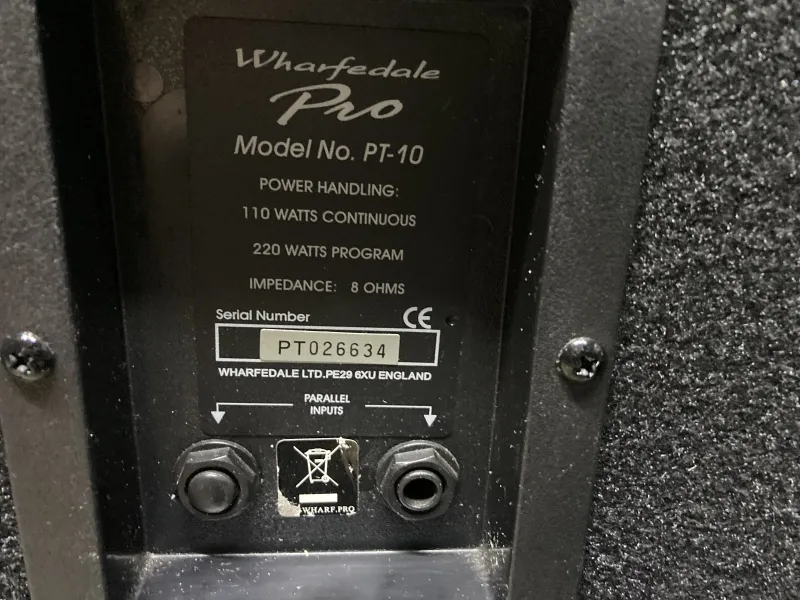 Wharfedale
Pro
Model No. PT-10
POWER HANDLING:
110 WATTS CONTINUOUS
220 WATTS PROGRAM
IMPEDANCE: 8 OHMS
Serial Number CE
PT026634
WHARFEDALE LTD.PE29 6XU ENGLAND
PARALLEL
INPUTS
WHARF.PRO